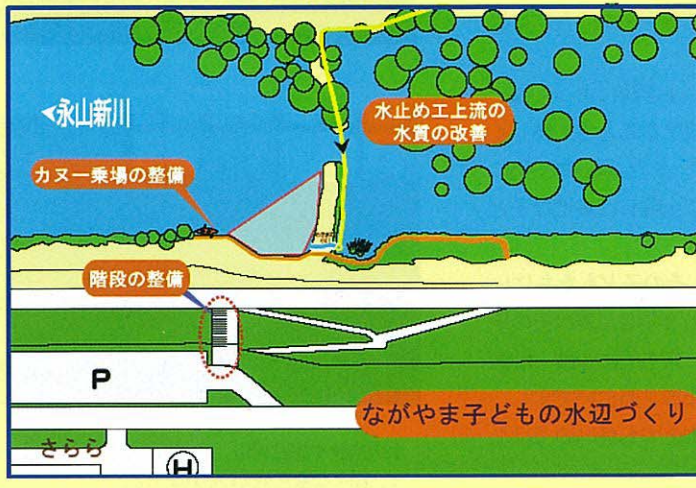 ◀永山新川
水止め工上流の
水質の改善
カヌー乗場の整備
階段の整備
P
ながやま子どもの水辺づくり
さらら
H